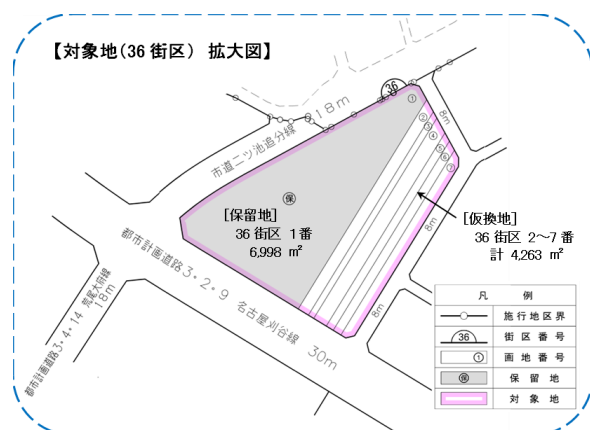 【対象地(36 街区) 拡大図】
36
18m
市道二ツ池追分線
①
②
③
④
⑤
⑥
⑦
8m
8m
8m
㊭
[保留地]
36 街区 1番
6,998 ㎡
[仮換地]
36 街区 2～7番
計 4,263 ㎡
都市計画道路3・2・9 名古屋刈谷線 30m
都市計画道路3・4・14 荒尾大府線
18m
凡 例
施行地区界
36 街区番号
① 画地番号
保 保留地
対象地